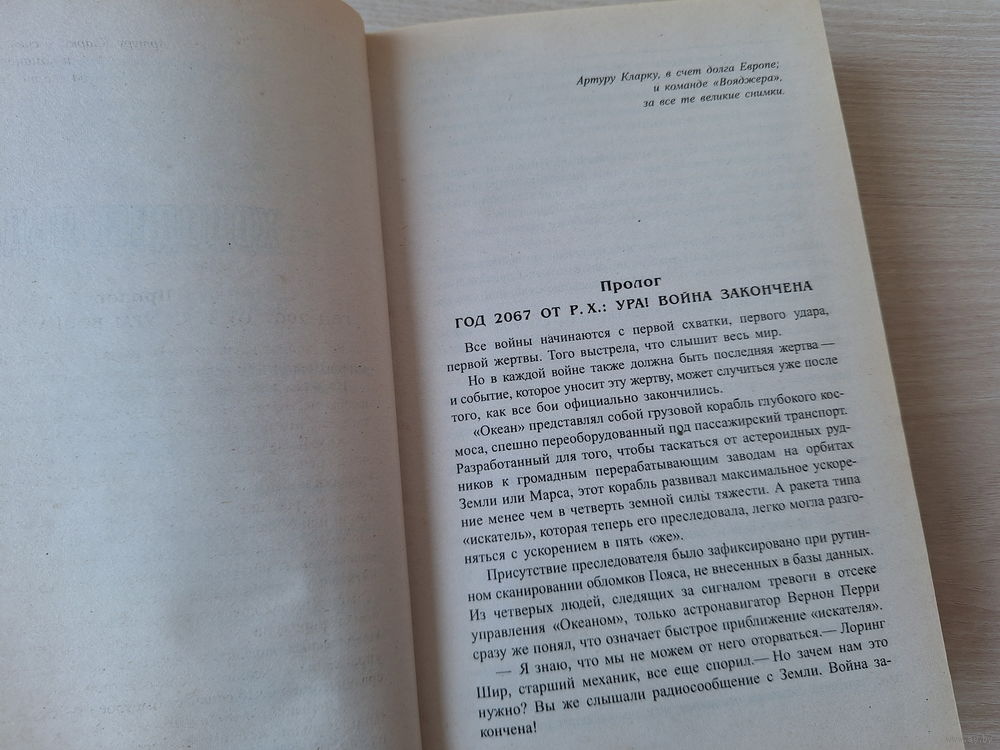 Артуру Кларку, в счет долга Европе;
и команде «Вояджера»,
за все те великие снимки.
Пролог
ГОД 2067 ОТ Р. Х.: УРА! ВОЙНА ЗАКОНЧЕНА
Все войны начинаются с первой схватки, первого удара,
первой жертвы. Того выстрела, что слышит весь мир.
Но в каждой войне также должна быть последняя жертва —
и событие, которое уносит эту жертву, может случиться уже после
того, как все бои официально закончились.
«Океан» представлял собой грузовой корабль глубокого кос-
моса, спешно переоборудованный под пассажирский транспорт.
Разработанный для того, чтобы таскаться от астероидных руд-
ников к громадным перерабатывающим заводам на орбитах
Земли или Марса, этот корабль развивал максимальное ускоре-
ние менее чем в четверть земной силы тяжести. А ракета типа
«искатель», которая теперь его преследовала, легко могла разго-
няться с ускорением в пять «же».
Присутствие преследователя было зафиксировано при рутин-
ном сканировании обломков Пояса, не внесенных в базы данных.
Из четверых людей, следящих за сигналом тревоги в отсеке
управления «Океаном», только астронавигатор Вернон Перри
сразу же понял, что означает быстрое приближение «искателя».
— Я знаю, что мы не можем от него оторваться.— Лоринг
Шир, старший механик, все еще спорил.— Но зачем нам это
нужно? Вы же слышали радиосообщение с Земли. Война за-
кончена!